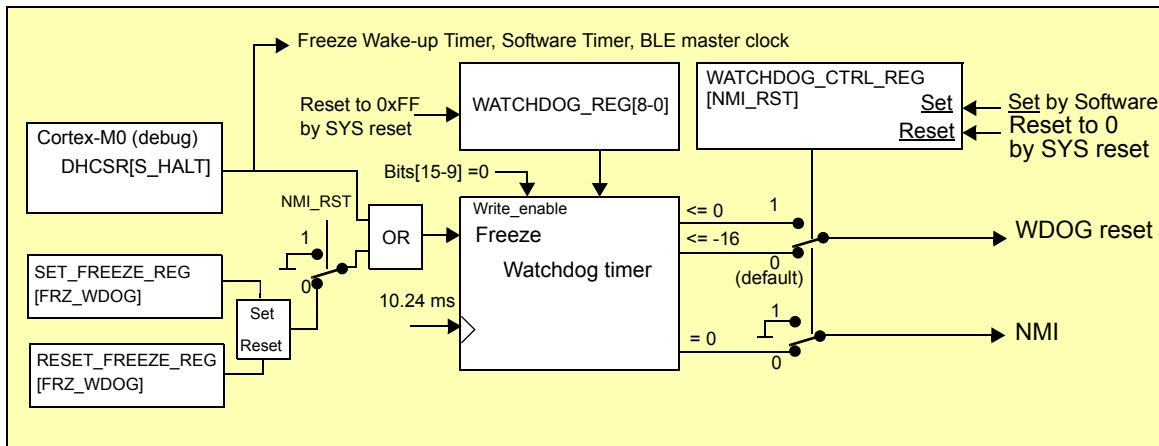 Freeze Wake-up Timer, Software Timer, BLE master clock
Reset to 0xFF
by SYS reset
WATCHDOG_REG[8-0]
WATCHDOG_CTRL_REG
[NMI_RST]
Set
Reset
Set by Software
Reset to 0
by SYS reset
Cortex-M0 (debug)
DHCSR[S_HALT]
Bits[15-9] =0
NMI_RST
1
0
OR
Write_enable
Freeze
Watchdog timer
10.24 ms
<= 0
<= -16
1
0
(default)
WDOG reset
SET_FREEZE_REG
[FRZ_WDOG]
Set
Reset
RESET_FREEZE_REG
[FRZ_WDOG]
= 0
1
0
NMI